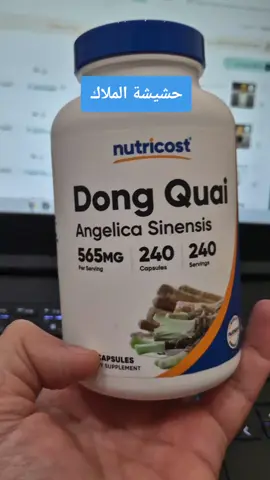 حشيشة الملاك
nutricost®
Dong Quai
Angelica Sinensis
565MG 240 240
Per Serving Capsules Servings
CAPSULES
SUPPLEMENT